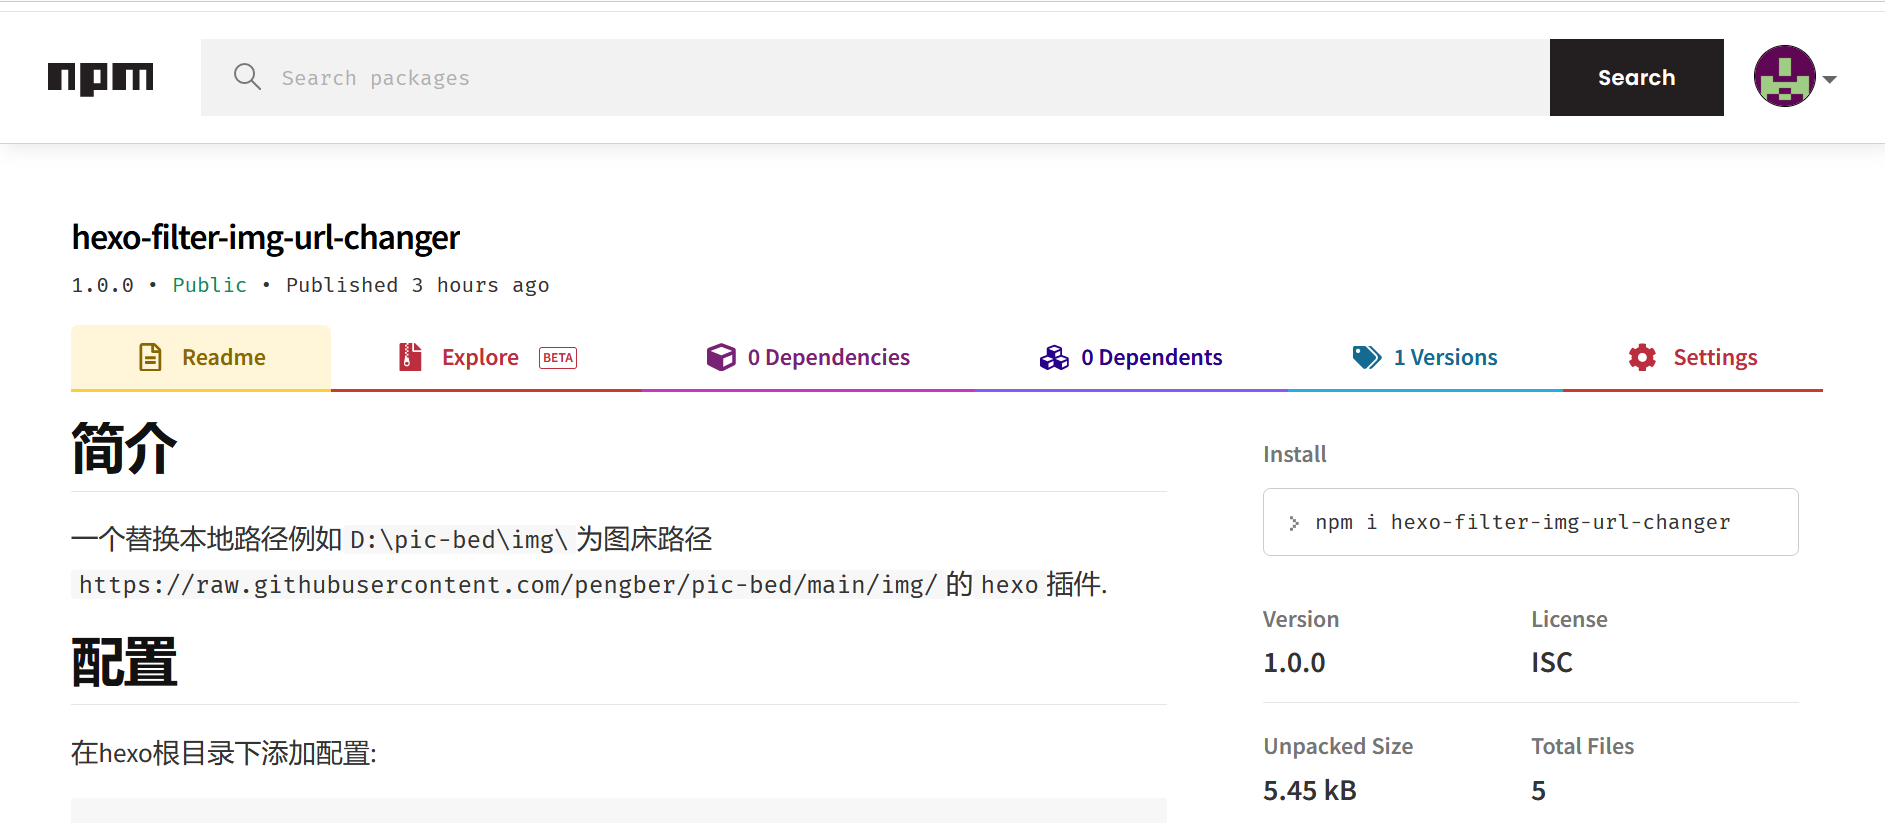 npm
Search packages
Search
hexo-filter-img-url-changer
1.0.0 • Public • Published 3 hours ago
Readme
Explore BETA
0 Dependencies
0 Dependents
1 Versions
Settings
简介
一个替换本地路径例如 D:\pic-bed\img\ 为图床路径
https://raw.githubusercontent.com/pengber/pic-bed/main/img/ 的 hexo 插件.
配置
在hexo根目录下添加配置:
Install
> npm i hexo-filter-img-url-changer
Version
License
1.0.0
ISC
Unpacked Size
Total Files
5.45 kB
5